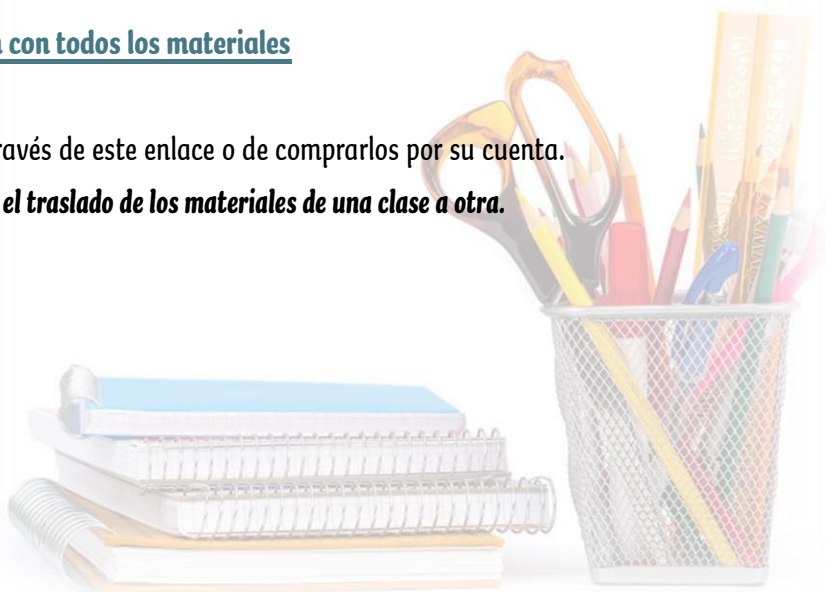 con todos los materiales
través de este enlace o de comprarlos por su cuenta.
el traslado de los materiales de una clase a otra.